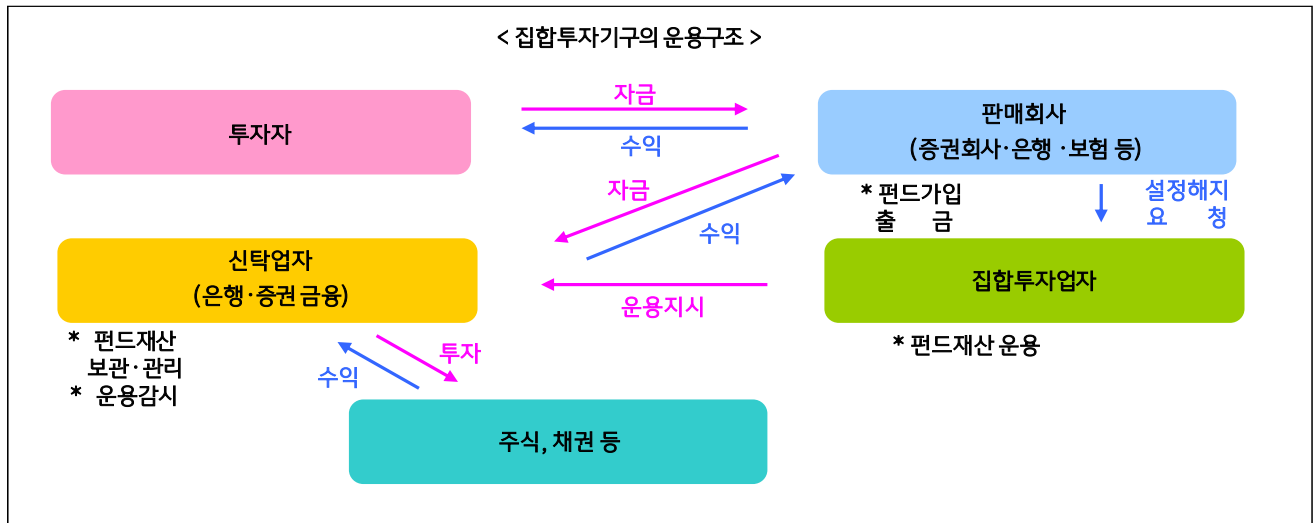 < 집합투자기구의 운용구조 >
투자자
자금
수익
판매회사
(증권회사·은행 ·보험 등)
자금
수익
* 펀드가입
출 금
설정해지
요 청
신탁업자
(은행·증권 금융)
운용지시
집합투자업자
* 펀드재산
보관·관리
* 운용감시
수익
투자
* 펀드재산 운용
주식, 채권 등